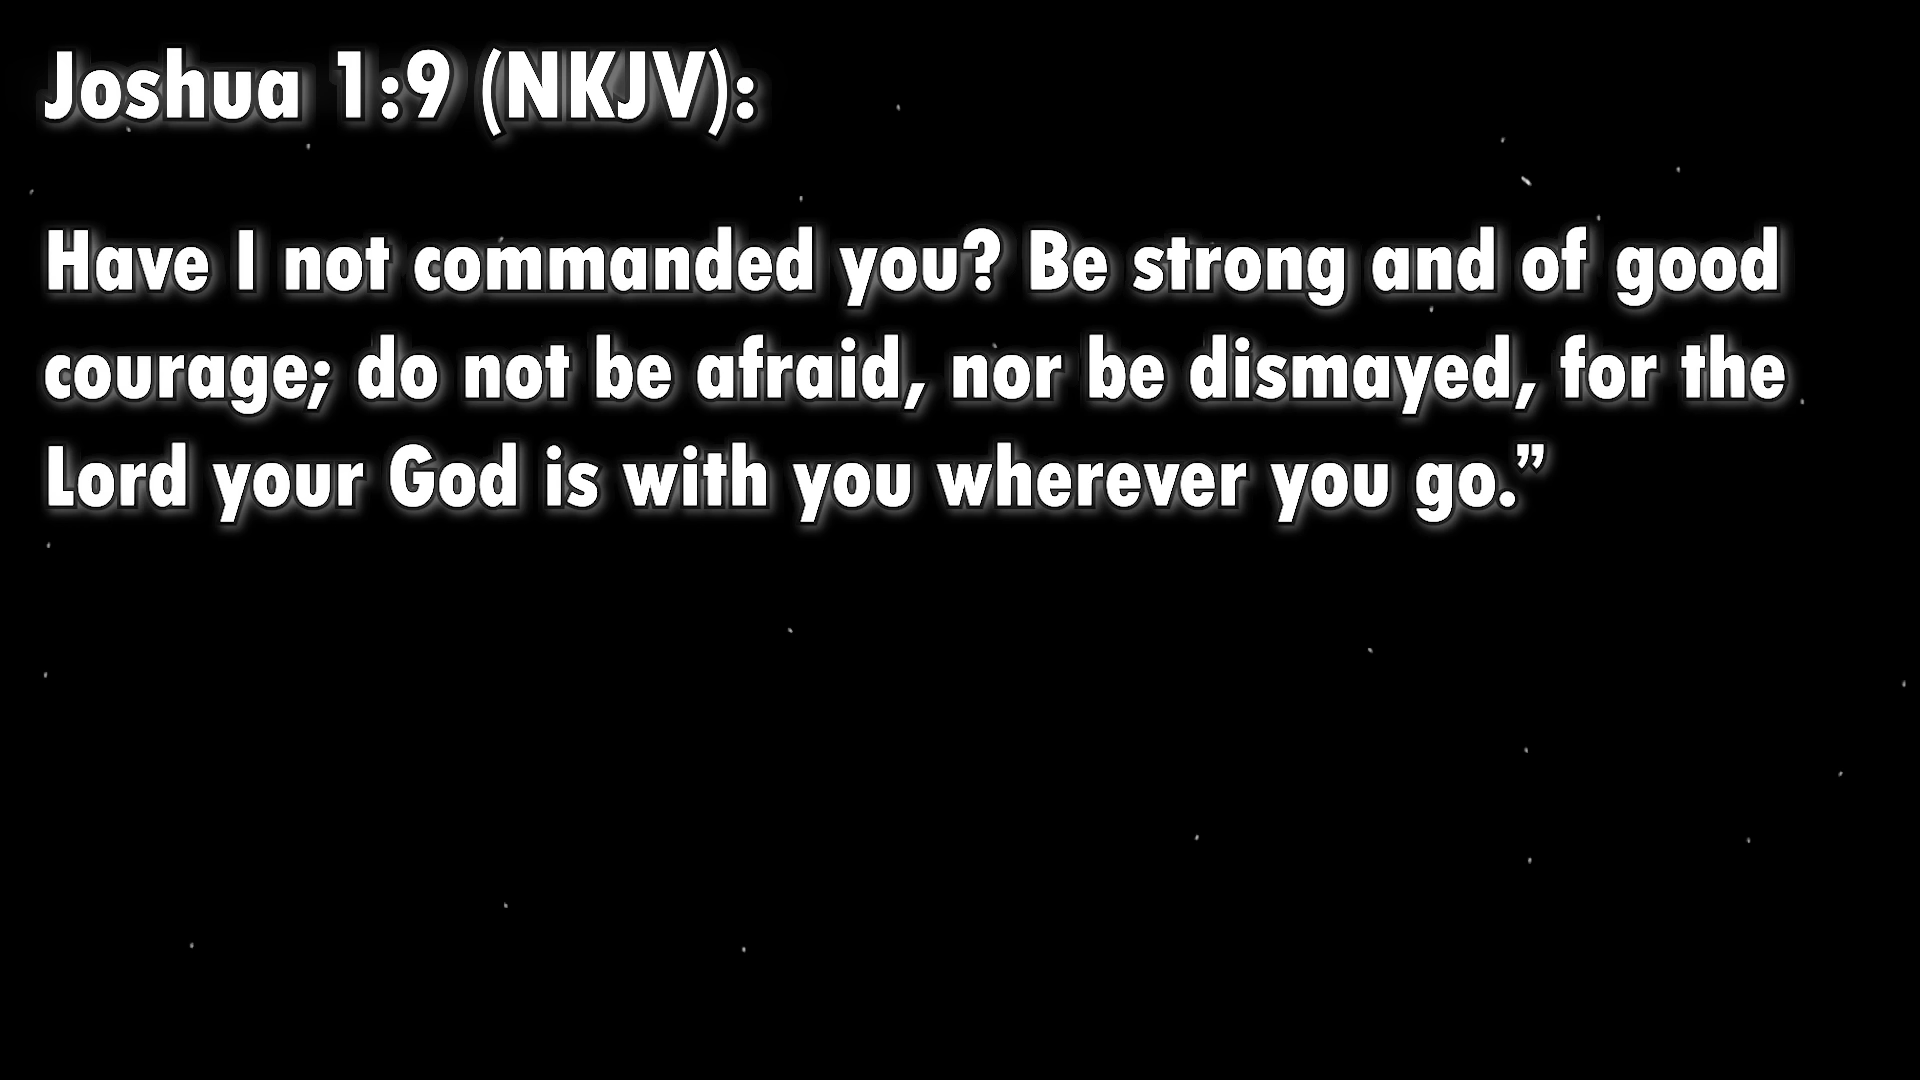 Joshua 1:9 (NKJV):
Have I not commanded you? Be strong and of good
courage; do not be afraid, nor be dismayed, for the
Lord your God is with you wherever you go.”